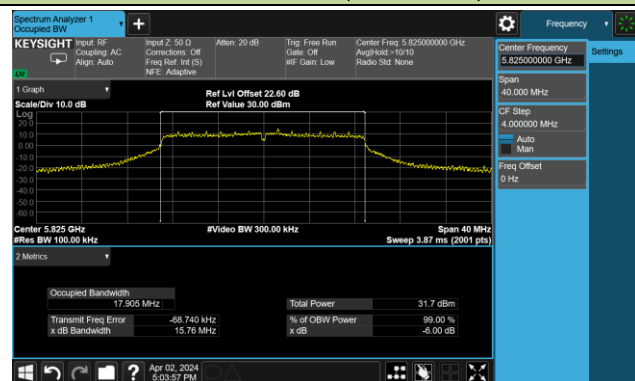 Spectrum Analyzer 1
Occupied BW
+
Frequency
KEYSIGHT
Input: RF
Coupling: AC
Align: Auto
Input Z: 50 Ω
Corrections: Off
Freq Ref: Int (S)
NFE: Adaptive
Atten: 20 dB
Trig: Free Run
Gate: Off
#IF Gain: Low
Center Freq: 5.825000000 GHz
Avg|Hold:>10/10
Radio Std: None
Center Frequency
5.825000000 GHz
Settings
Span
40.000 MHz
CF Step
4.000000 MHz
Auto
Man
Freq Offset
0 Hz
1 Graph
Scale/Div 10.0 dB
Ref Lvl Offset 22.60 dB
Ref Value 30.00 dBm
Log
20.0
10.0
0.00
-10.0
-20.0
-30.0
-40.0
-50.0
-60.0
Center 5.825 GHz
#Video BW 300.00 kHz
Span 40 MHz
#Res BW 100.00 kHz
Sweep 3.87 ms (2001 pts)
2 Metrics
Occupied Bandwidth
17.905 MHz
Total Power 31.7 dBm
Transmit Freq Error -68.740 kHz
% of OBW Power 99.00 %
x dB Bandwidth 15.76 MHz
x dB -6.00 dB
?
Apr 02, 2024
5:03:57 PM